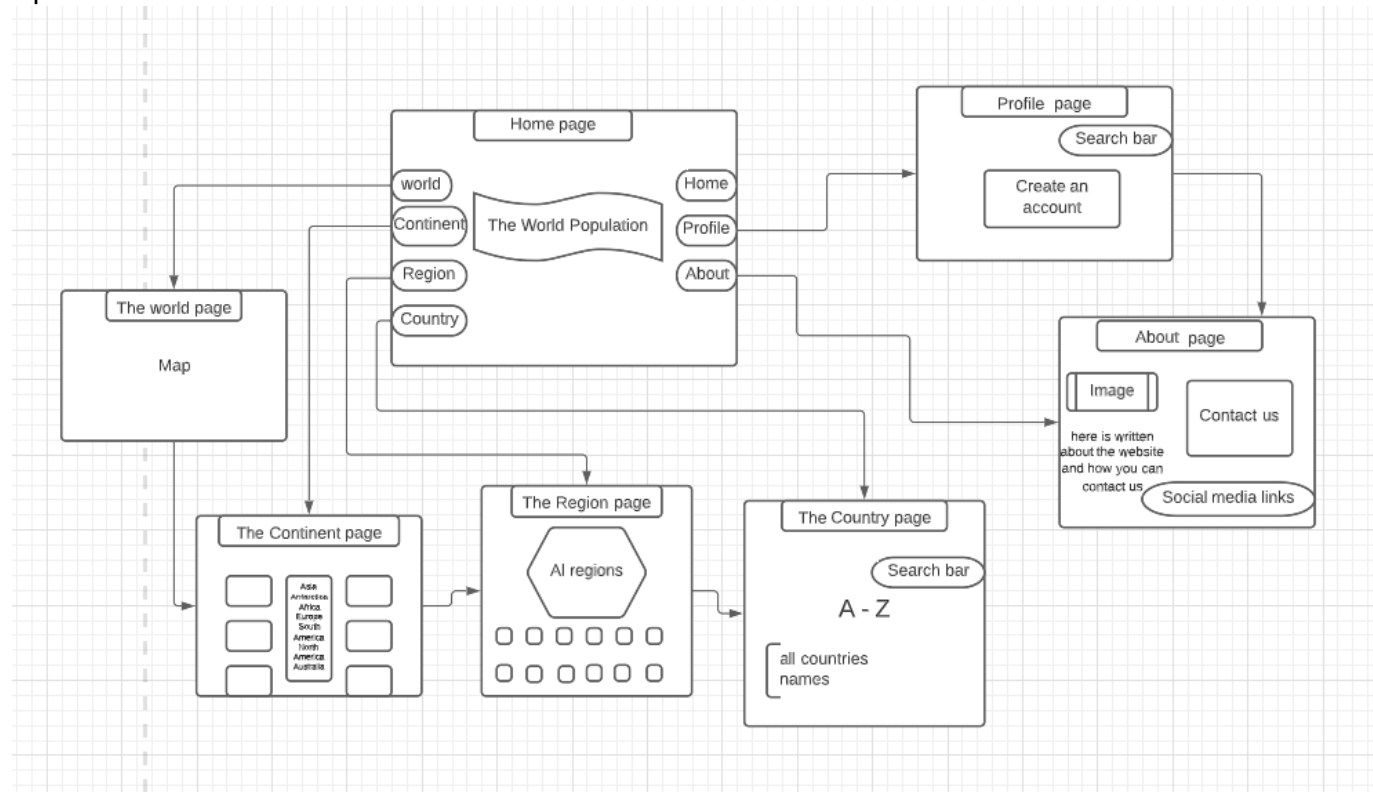 Home page
world
Continent
Region
Country
The World Population
Home
Profile
About
Profile page
Search bar
Create an
account
The world page
Map
About page
Image
Contact us
here is written
about the website
and how you can
contact us
Social media links
The Continent page
Asia
Antarctica
Africa
Europe
South
America
North
America
Australia
The Region page
Al regions
The Country page
Search bar
A - Z
all countries
names